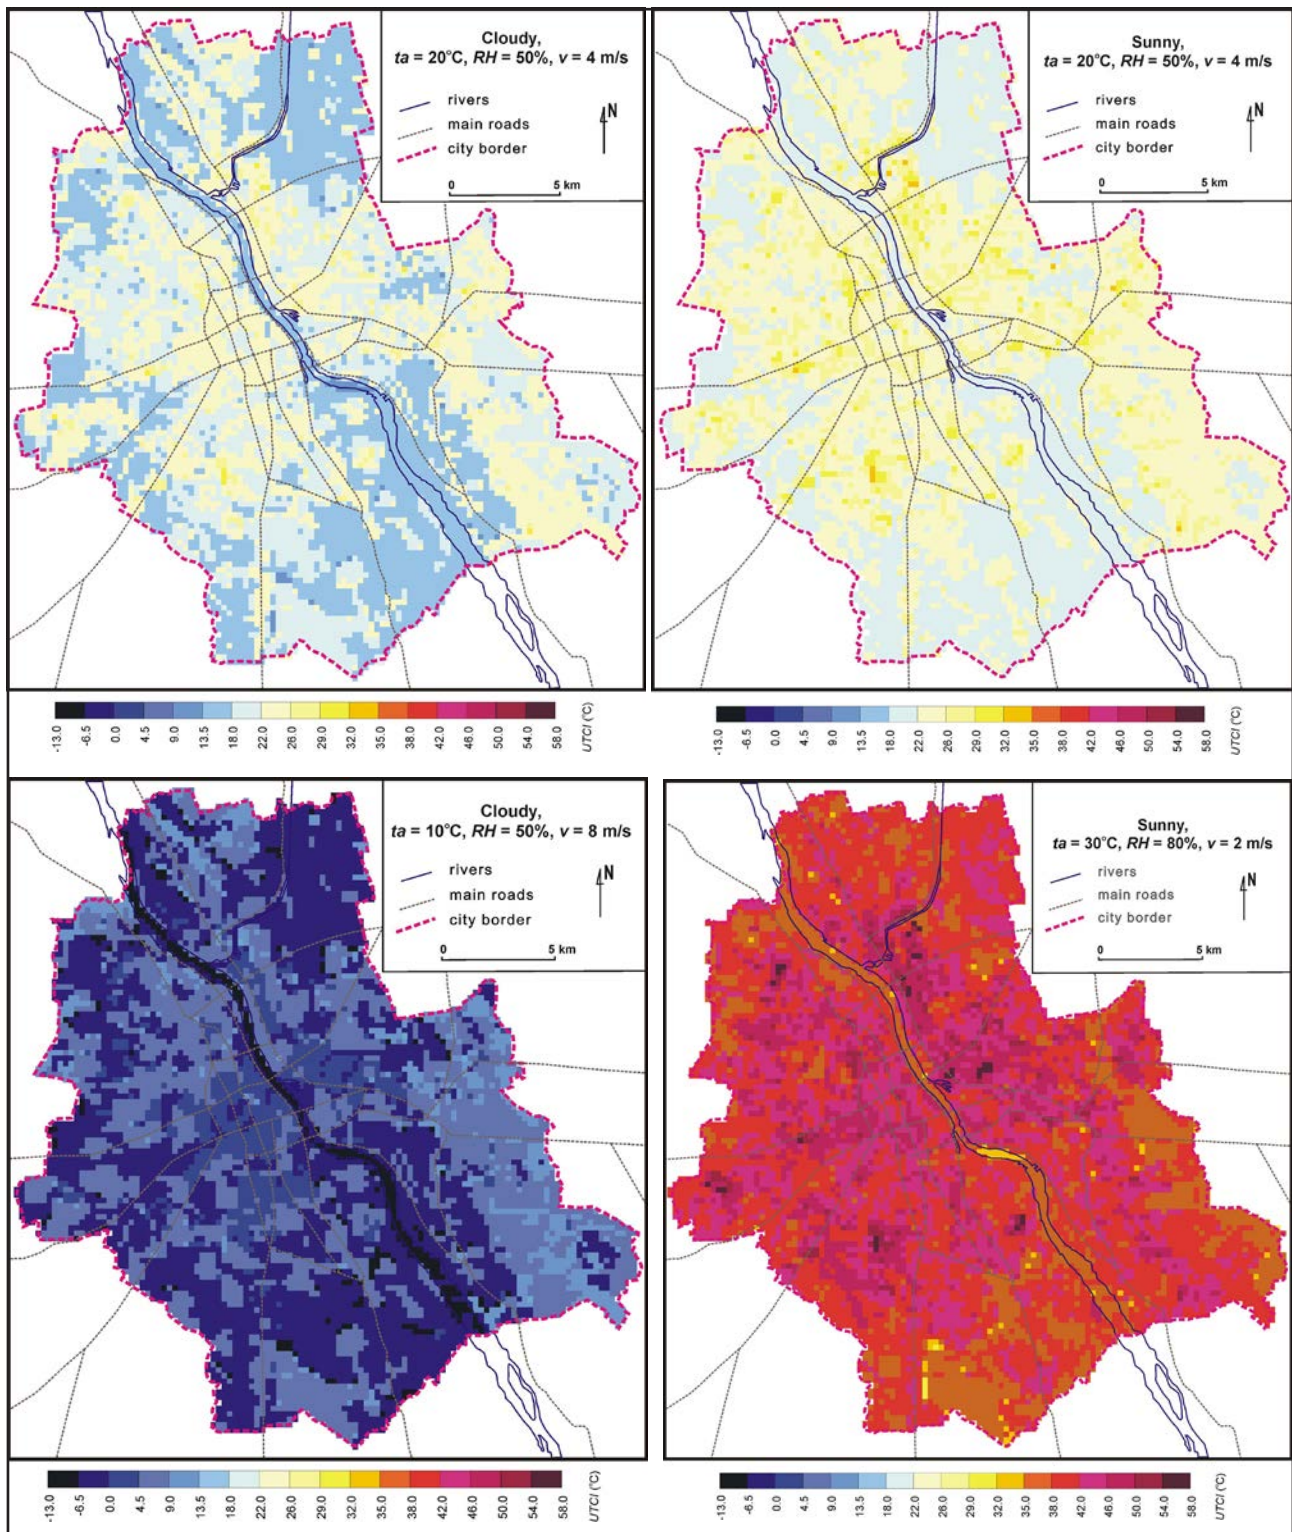 Cloudy,
ta = 20°C, RH = 50%, v = 4 m/s
rivers
main roads
city border
N
0 5 km
Sunny,
ta = 20°C, RH = 50%, v = 4 m/s
rivers
main roads
city border
N
0 5 km
-13.0 -6.5 0.0 4.5 9.0 13.5 18.0 22.0 26.0 29.0 32.0 35.0 38.0 42.0 46.0 50.0 54.0 58.0 UTCI (°C)
-13.0 -6.5 0.0 4.5 9.0 13.5 18.0 22.0 26.0 29.0 32.0 35.0 38.0 42.0 46.0 50.0 54.0 58.0 UTCI (°C)
Cloudy,
ta = 10°C, RH = 50%, v = 8 m/s
rivers
main roads
city border
N
0 5 km
Sunny,
ta = 30°C, RH = 80%, v = 2 m/s
rivers
main roads
city border
N
0 5 km
-13.0 -6.5 0.0 4.5 9.0 13.5 18.0 22.0 26.0 29.0 32.0 35.0 38.0 42.0 46.0 50.0 54.0 58.0 UTCI (°C)
-13.0 -6.5 0.0 4.5 9.0 13.5 18.0 22.0 26.0 29.0 32.0 35.0 38.0 42.0 46.0 50.0 54.0 58.0 UTCI (°C)